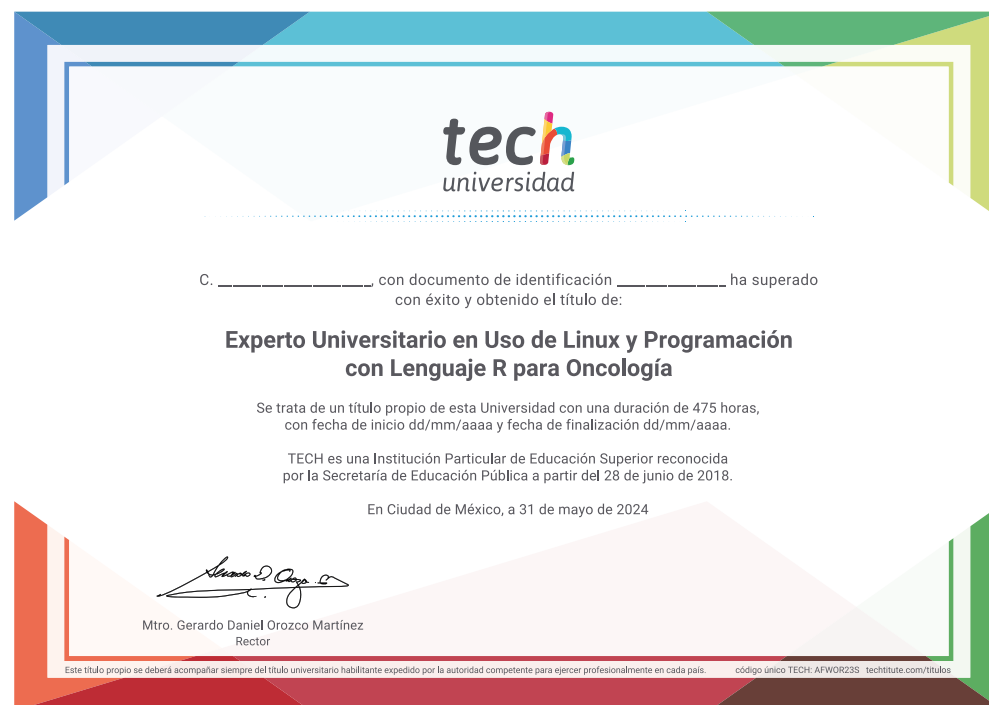 tech
universidad
C. ____________________, con documento de identificación ______________ ha superado
con éxito y obtenido el título de:
Experto Universitario en Uso de Linux y Programación
con Lenguaje R para Oncología
Se trata de un título propio de esta Universidad con una duración de 475 horas,
con fecha de inicio dd/mm/aaaa y fecha de finalización dd/mm/aaaa.
TECH es una Institución Particular de Educación Superior reconocida
por la Secretaría de Educación Pública a partir del 28 de junio de 2018.
En Ciudad de México, a 31 de mayo de 2024
Mtro. Gerardo Daniel Orozco Martínez
Rector
Este título propio se deberá acompañar siempre del título universitario habilitante expedido por la autoridad competente para ejercer profesionalmente en cada país. código único TECH: AFWOR23S techtitute.com/titulos